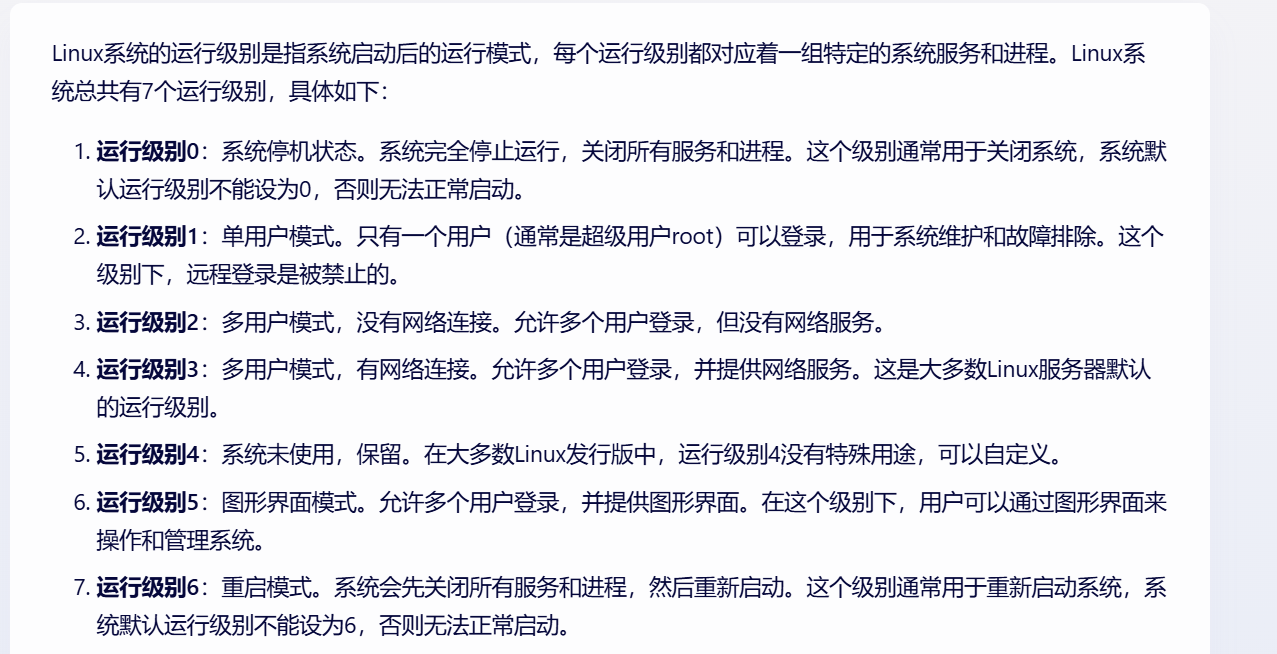 Linux系统的运行级别是指系统启动后的运行模式，每个运行级别都对应着一组特定的系统服务和进程。Linux系
统总共有7个运行级别，具体如下：
1. 运行级别0：系统停机状态。系统完全停止运行，关闭所有服务和进程。这个级别通常用于关闭系统，系统默
认运行级别不能设为0，否则无法正常启动。
2. 运行级别1：单用户模式。只有一个用户（通常是超级用户root）可以登录，用于系统维护和故障排除。这个
级别下，远程登录是被禁止的。
3. 运行级别2：多用户模式，没有网络连接。允许多个用户登录，但没有网络服务。
4. 运行级别3：多用户模式，有网络连接。允许多个用户登录，并提供网络服务。这是大多数Linux服务器默认
的运行级别。
5. 运行级别4：系统未使用，保留。在大多数Linux发行版中，运行级别4没有特殊用途，可以自定义。
6. 运行级别5：图形界面模式。允许多个用户登录，并提供图形界面。在这个级别下，用户可以通过图形界面来
操作和管理系统。
7. 运行级别6：重启模式。系统会先关闭所有服务和进程，然后重新启动。这个级别通常用于重新启动系统，系
统默认运行级别不能设为6，否则无法正常启动。